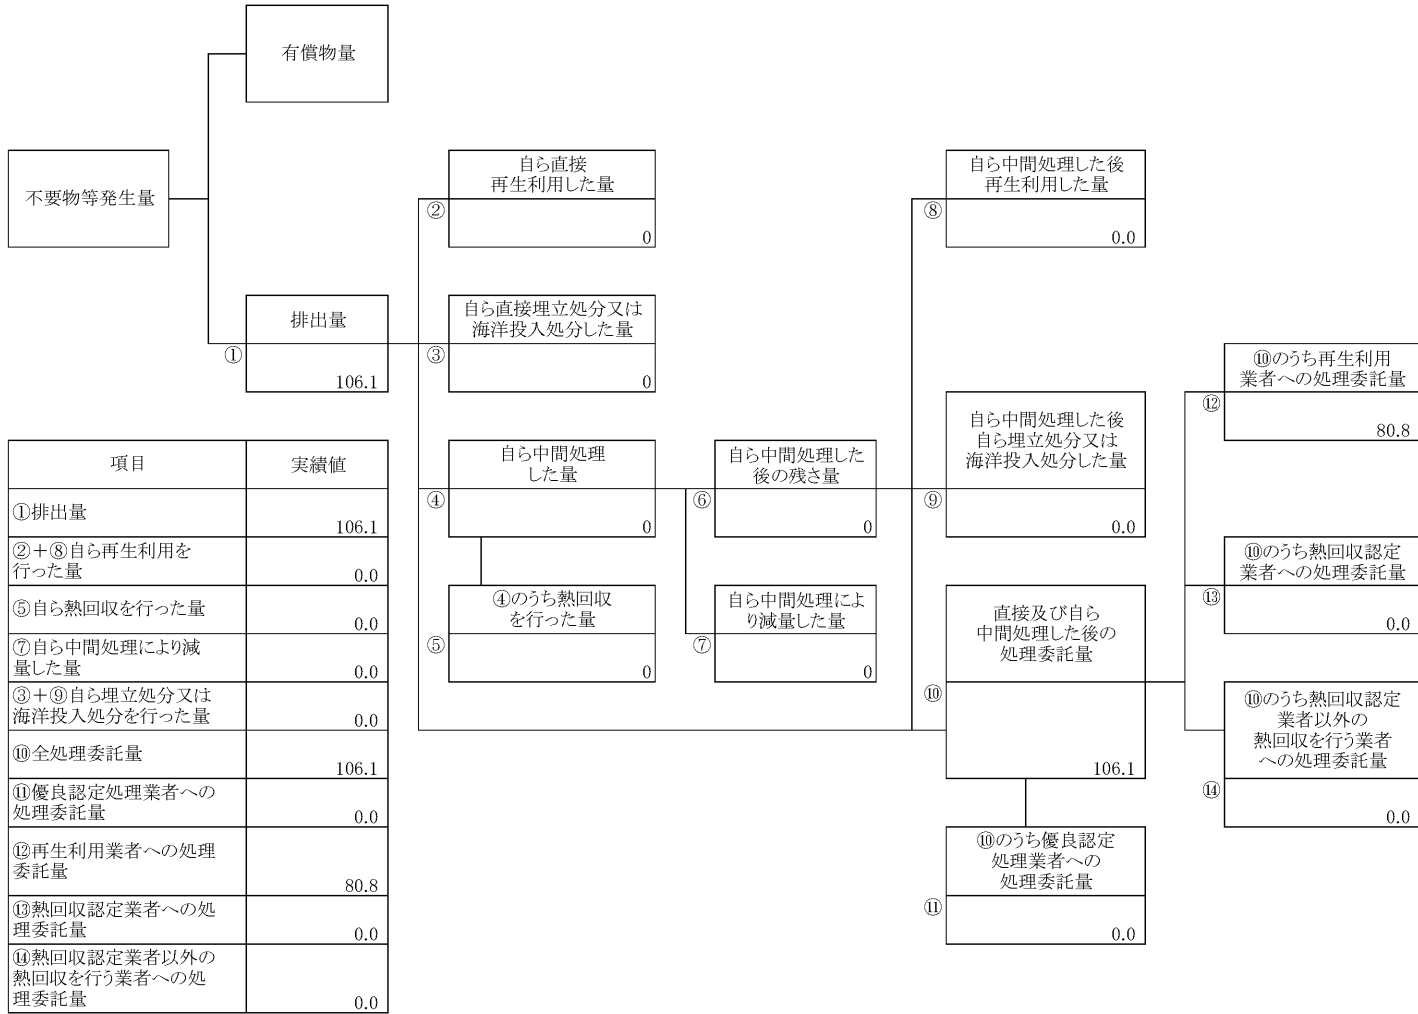 有償物量
不要物等発生量
排出量
①
106.1
自ら直接
再生利用した量
②
0
自ら直接埋立処分又は
海洋投入処分した量
③
0
自ら中間処理
した量
④
0
④のうち熱回収
を行った量
⑤
0
自ら中間処理した
後の残さ量
⑥
0
自ら中間処理によ
り減量した量
⑦
0
自ら中間処理した後
再生利用した量
⑧
0.0
自ら中間処理した後
自ら埋立処分又は
海洋投入処分した量
⑨
0.0
直接及び自ら
中間処理した後の
処理委託量
⑩
106.1
⑩のうち優良認定
処理業者への
処理委託量
⑪
0.0
⑩のうち再生利用
業者への処理委託量
⑫
80.8
⑩のうち熱回収認定
業者への処理委託量
⑬
0.0
⑩のうち熱回収認定
業者以外の
熱回収を行う業者
への処理委託量
⑭
0.0
項目 実績値
①排出量
106.1
②＋⑧自ら再生利用を
行った量
0.0
⑤自ら熱回収を行った量
0.0
⑦自ら中間処理により減
量した量
0.0
③＋⑨自ら埋立処分又は
海洋投入処分を行った量
0.0
⑩全処理委託量
106.1
⑪優良認定処理業者への
処理委託量
0.0
⑫再生利用業者への処理
委託量
80.8
⑬熱回収認定業者への処
理委託量
0.0
⑭熱回収認定業者以外の
熱回収を行う業者への処
理委託量
0.0